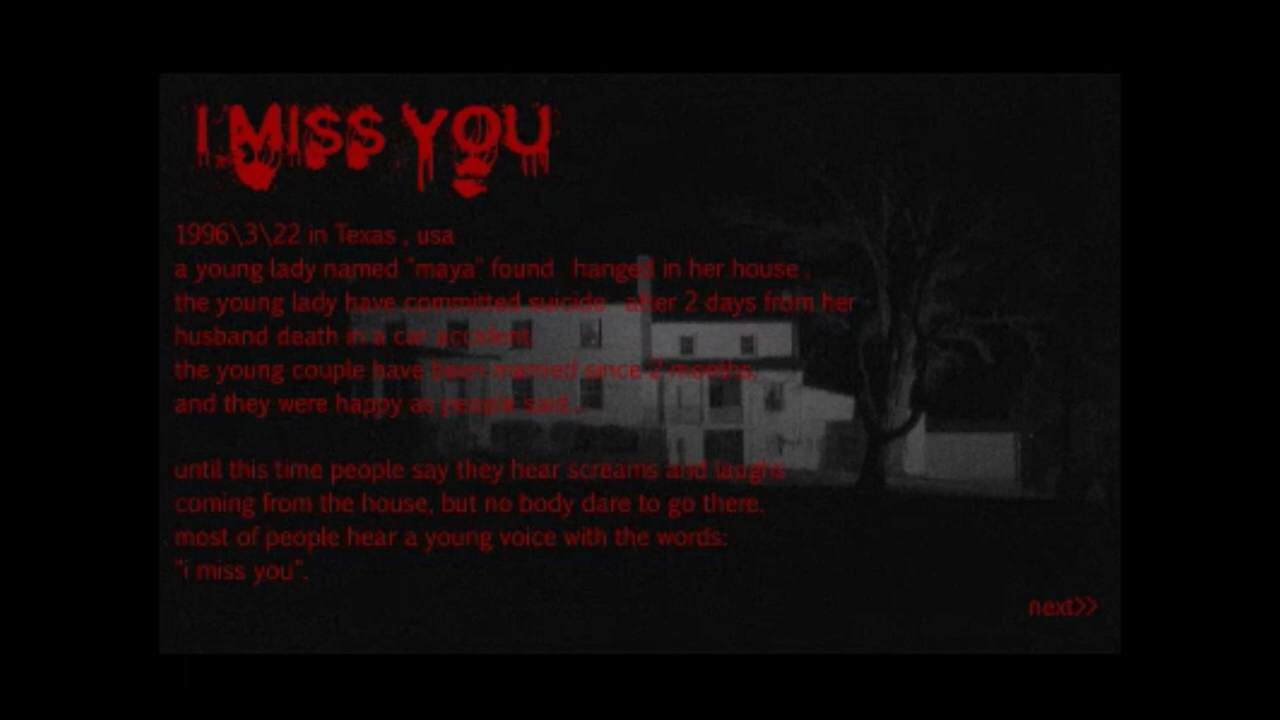 I MISS YOU
1996\3\22 in Texas , usa
a young lady named "maya" found hanged in her house .
the young lady have committed suicide after 2 days from her
husband death in a car accident
the young couple have been married since 2 months,
and they were happy as people said...
until this time people say they hear screams and laughs
coming from the house, but no body dare to go there.
most of people hear a young voice with the words:
"i miss you".
next>>